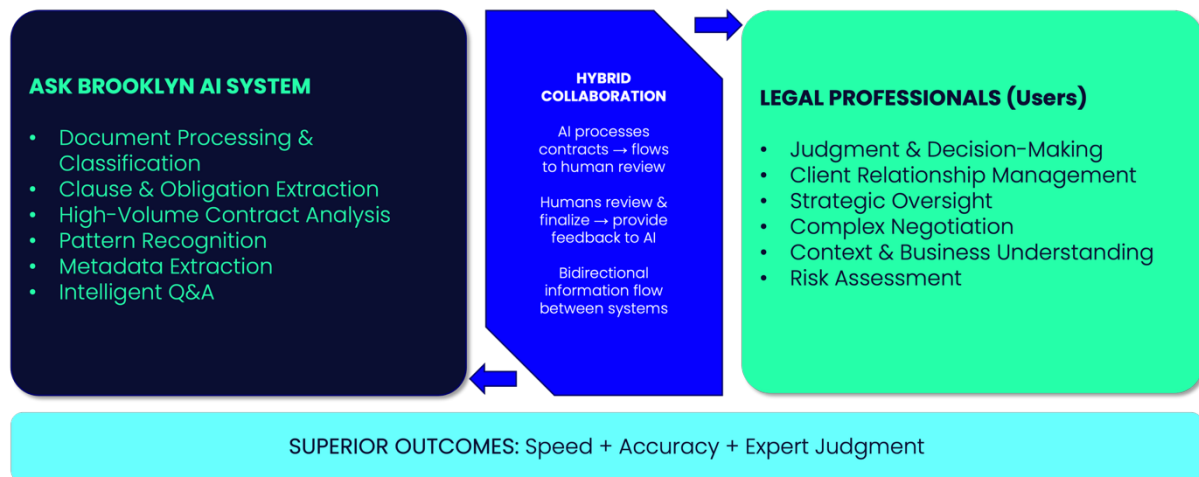 ASK BROOKLYN AI SYSTEM
• Document Processing &
Classification
• Clause & Obligation Extraction
• High-Volume Contract Analysis
• Pattern Recognition
• Metadata Extraction
• Intelligent Q&A
HYBRID
COLLABORATION
AI processes
contracts → flows
to human review
Humans review &
finalize → provide
feedback to AI
Bidirectional
information flow
between systems
LEGAL PROFESSIONALS (Users)
• Judgment & Decision-Making
• Client Relationship Management
• Strategic Oversight
• Complex Negotiation
• Context & Business Understanding
• Risk Assessment
SUPERIOR OUTCOMES: Speed + Accuracy + Expert Judgment